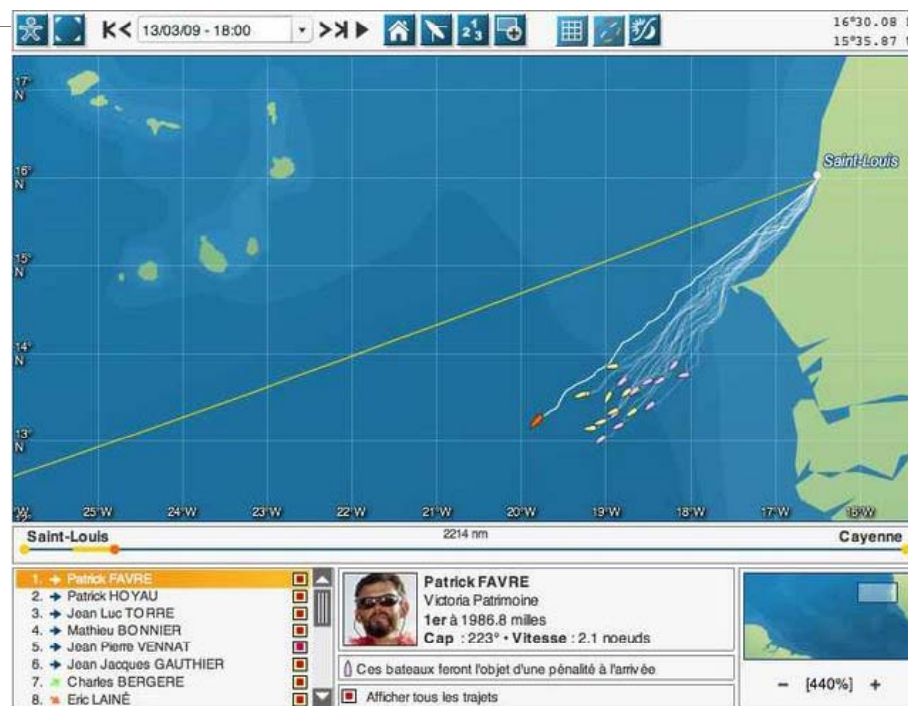 13/03/09 - 18:00
16°30.08
15°35.87
17° N
16° N
15° N
14° N
13° N
Saint-Louis
25°W 24°W 23°W 22°W 21°W 20°W 19°W 18°W 17°W 16°W
Saint-Louis 2214 nm Cayenne
1. Patrick FAVRE
2. Patrick HOYAU
3. Jean Luc TORRE
4. Mathieu BONNIER
5. Jean Pierre VENNAT
6. Jean Jacques GAUTHIER
7. Charles BERGERE
8. Eric LAINÉ
Patrick FAVRE
Victoria Patrimoine
1er à 1986.8 milles
Cap : 223° • Vitesse : 2.1 noeuds
Ces bateaux feront l'objet d'une pénalité à l'arrivée
Afficher tous les trajets
- [440%] +